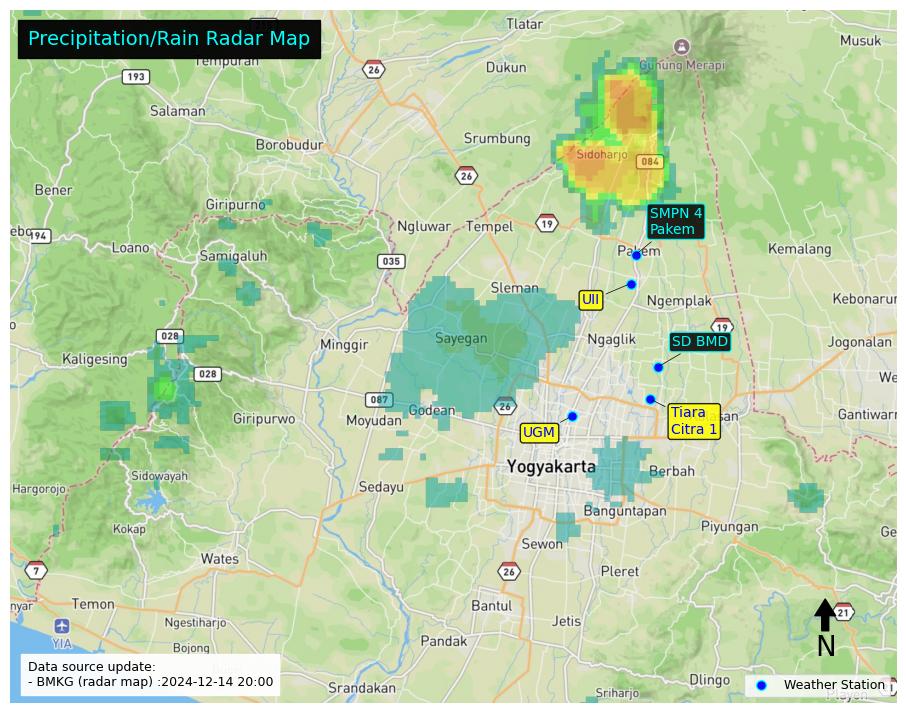 Precipitation/Rain Radar Map
Tlatar
Musuk
26
Gunung Merapi
Dukun
193
Salaman
Srumbung
Borobudur
Sidoharjo
084
26
Bener
Giripurno
SMPN 4
Pakem
194
Ngluwar
Tempel
19
Loano
Samigaluh
035
Pakem
Kemalang
Sleman
UII
Ngemplak
Kebonarum
19
028
Minggir
Sayegan
Ngaglik
SD BMD
Jogonalan
Kaligesing
028
087
Moyudan
Godean
26
Giripurwo
Tiara
Citra 1
Gantiwarn
UGM
Yogyakarta
Berbah
Sidowayah
Hargorojo
Sedayu
Banguntapan
Kokap
Piyungan
Sewon
Wates
7
26
Pleret
Temon
Bantul
21
Ngestiharjo
Jetis
YIA
Bojong
Pandak
N
Data source update:
- BMKG (radar map) :2024-12-14 20:00
Srandakan
Dlingo
Sriharjo
Weather Station